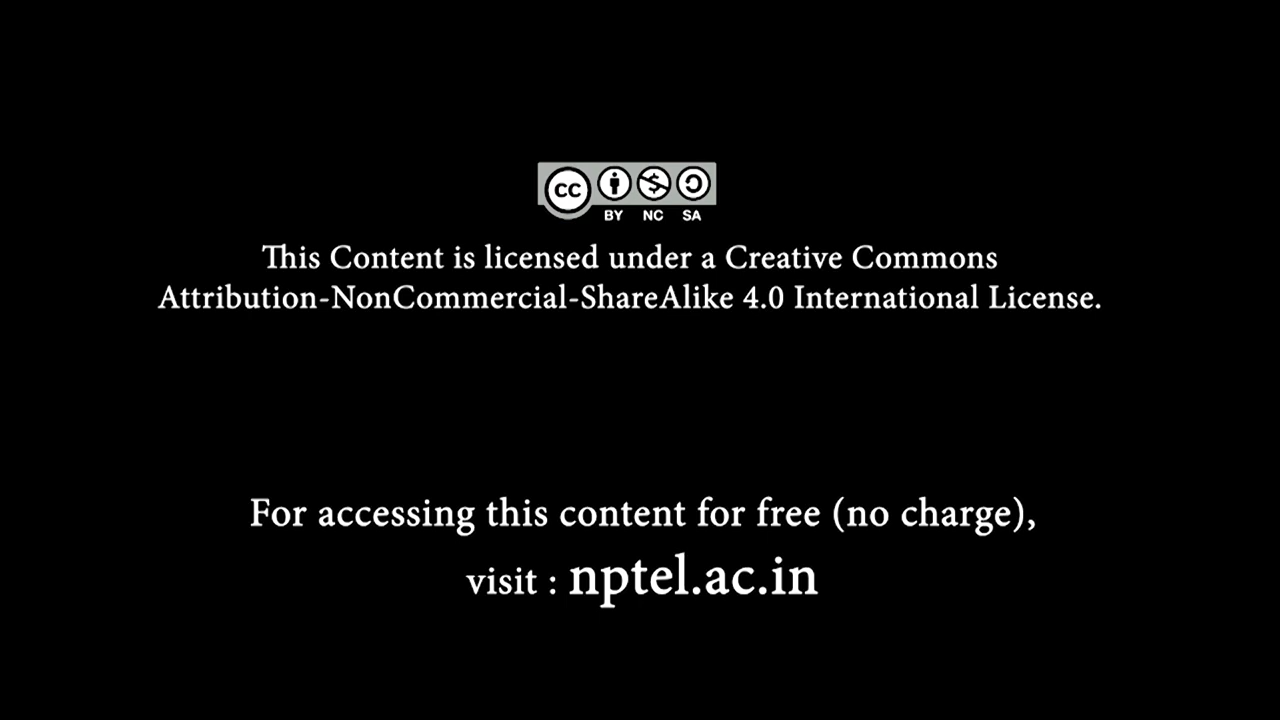 CC
BY NC SA
This Content is licensed under a Creative Commons
Attribution-NonCommercial-ShareAlike 4.0 International License.
For accessing this content for free (no charge),
visit : nptel.ac.in